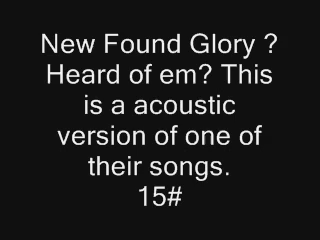 New Found Glory ?
Heard of em? This
is a acoustic
version of one of
their songs.
15#